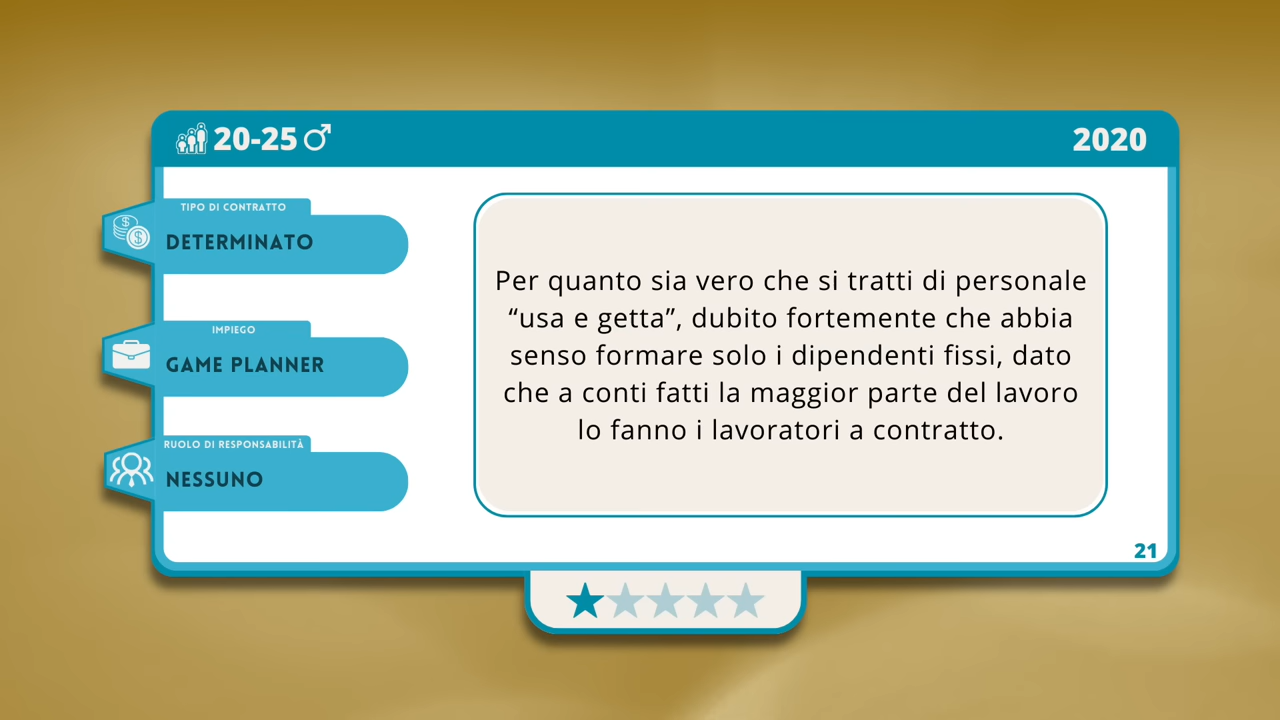 20-25
2020
TIPO DI CONTRATTO
DETERMINATO
IMPIEGO
GAME PLANNER
RUOLO DI RESPONSABILITÀ
NESSUNO
Per quanto sia vero che si tratti di personale
“usa e getta”, dubito fortemente che abbia
senso formare solo i dipendenti fissi, dato
che a conti fatti la maggior parte del lavoro
lo fanno i lavoratori a contratto.
21